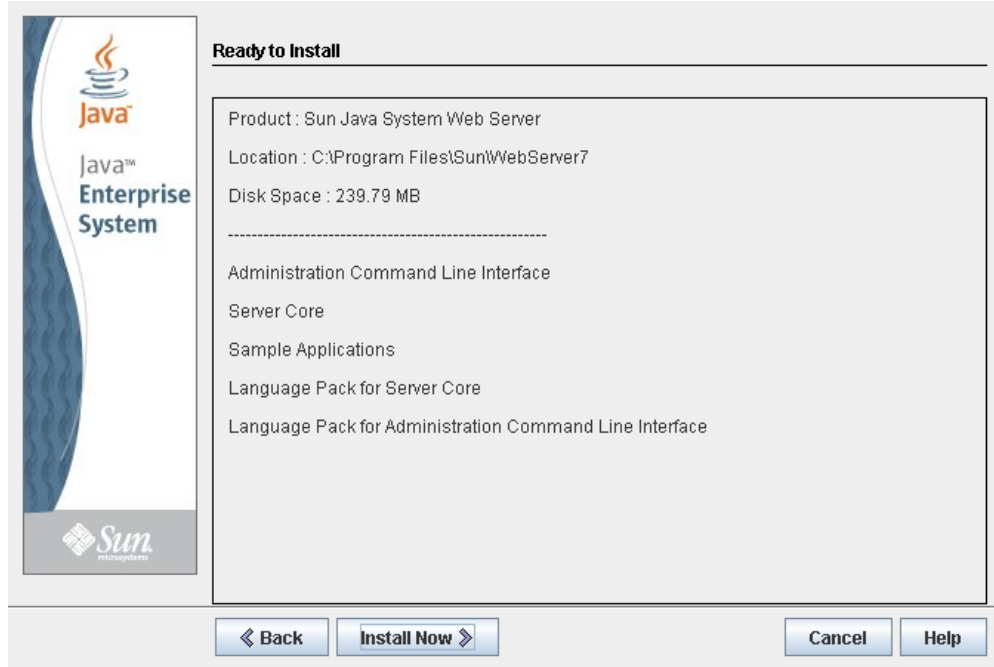 Java™
Java™
Enterprise
System
Sun
microsystems
Ready to Install
Product : Sun Java System Web Server
Location : C:\Program Files\Sun\WebServer7
Disk Space : 239.79 MB
------------------------------------------------------
Administration Command Line Interface
Server Core
Sample Applications
Language Pack for Server Core
Language Pack for Administration Command Line Interface
Back
Install Now
Cancel
Help